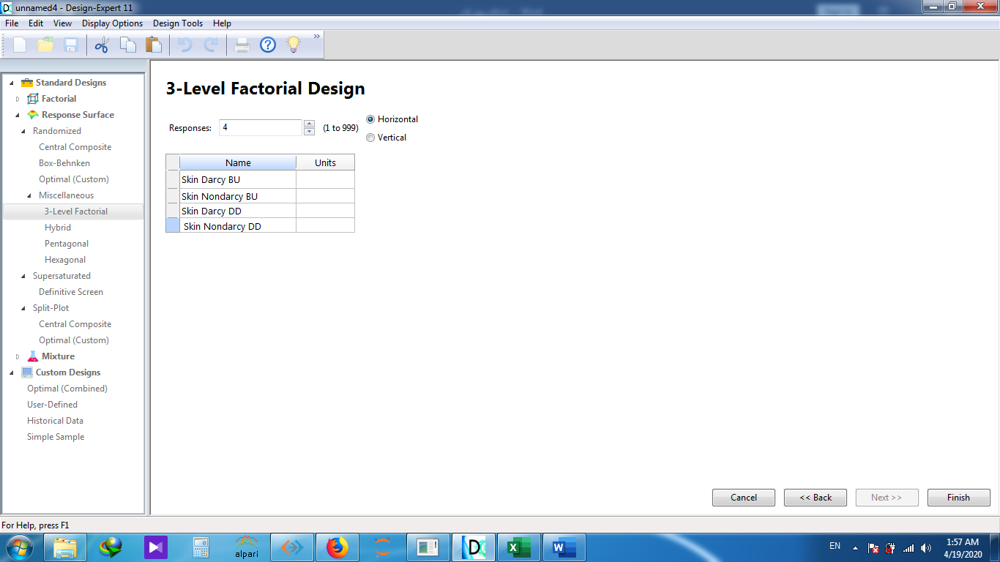 unnamed4 - Design-Expert 11
File Edit View Display Options Design Tools Help
»
Standard Designs
Factorial
Response Surface
Randomized
Central Composite
Box-Behnken
Optimal (Custom)
Miscellaneous
3-Level Factorial
Hybrid
Pentagonal
Hexagonal
Supersaturated
Definitive Screen
Split-Plot
Central Composite
Optimal (Custom)
Mixture
Custom Designs
Optimal (Combined)
User-Defined
Historical Data
Simple Sample
3-Level Factorial Design
Responses: 4 (1 to 999)
Horizontal
Vertical
Name Units
Skin Darcy BU
Skin Nondarcy BU
Skin Darcy DD
Skin Nondarcy DD
Cancel << Back Next >> Finish
For Help, press F1
alpari
EN
1:57 AM
4/19/2020